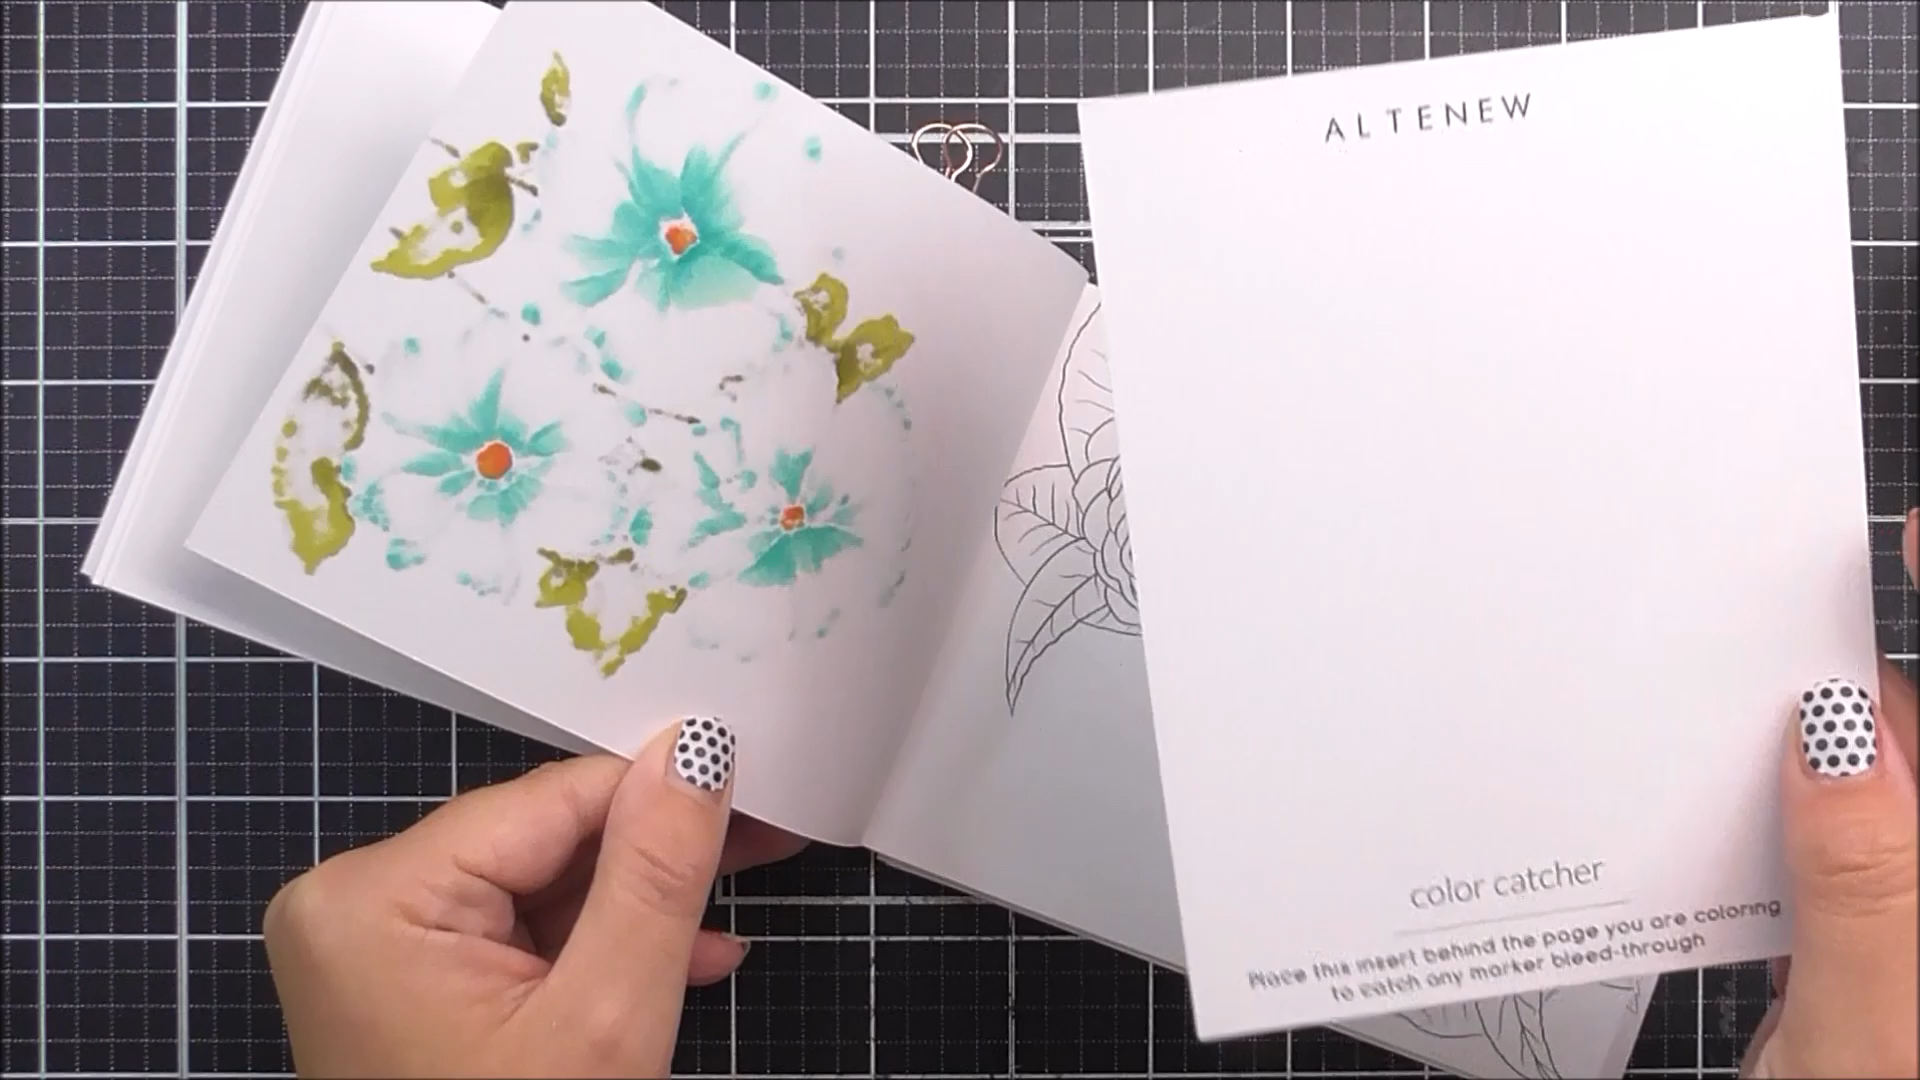 ALTENEW
color catcher
Place this insert behind the page you are coloring
to catch any marker bleed-through